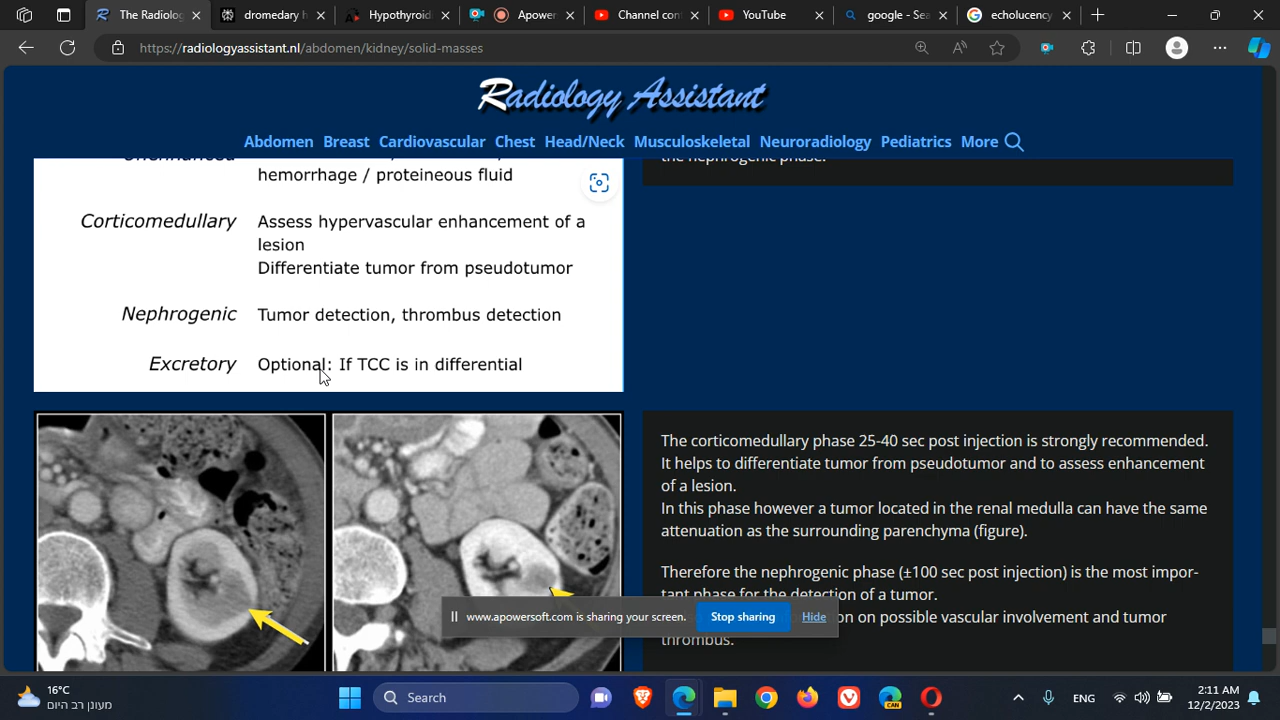 The Radiolog
dromedary h
Hypothyroid
Apower
Channel con
YouTube
google - Sea
echolucency
https://radiologyassistant.nl/abdomen/kidney/solid-masses
Radiology Assistant
Abdomen Breast Cardiovascular Chest Head/Neck Musculoskeletal Neuroradiology Pediatrics More
hemorrhage / proteineous fluid
Corticomedullary Assess hypervascular enhancement of a
lesion
Differentiate tumor from pseudotumor
Nephrogenic Tumor detection, thrombus detection
Excretory Optional: If TCC is in differential
the nephrogenic phase.
The corticomedullary phase 25-40 sec post injection is strongly recommended.
It helps to differentiate tumor from pseudotumor and to assess enhancement
of a lesion.
In this phase however a tumor located in the renal medulla can have the same
attenuation as the surrounding parenchyma (figure).
Therefore the nephrogenic phase (±100 sec post injection) is the most impor-
tant phase for the detection of a tumor.
on on possible vascular involvement and tumor
thrombus.
www.apowersoft.com is sharing your screen. Stop sharing Hide
16°C
מעונן רב היום
Search
CAN
ENG
2:11 AM
12/2/2023